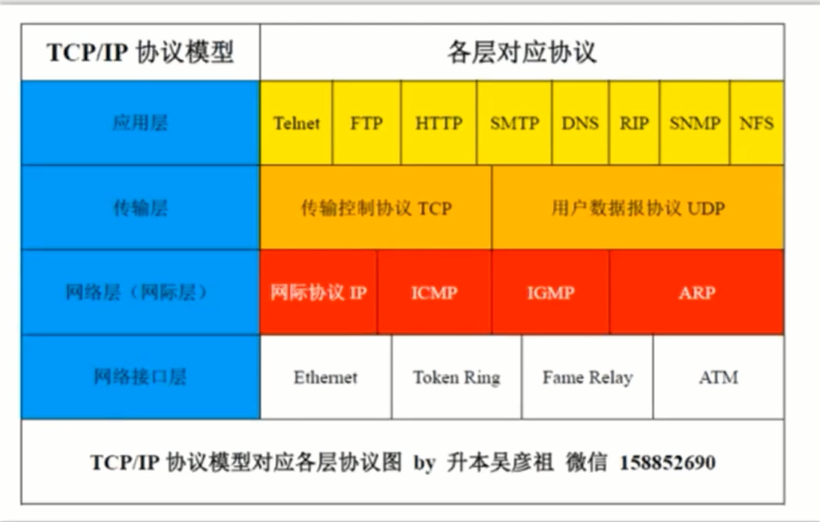 TCP/IP 协议模型 各层对应协议
应用层 Telnet FTP HTTP SMTP DNS RIP SNMP NFS
传输层 传输控制协议 TCP 用户数据报协议 UDP
网络层（网际层） 网际协议 IP ICMP IGMP ARP
网络接口层 Ethernet Token Ring Fame Relay ATM
TCP/IP 协议模型对应各层协议图 by 升本吴彦祖 微信 158852690